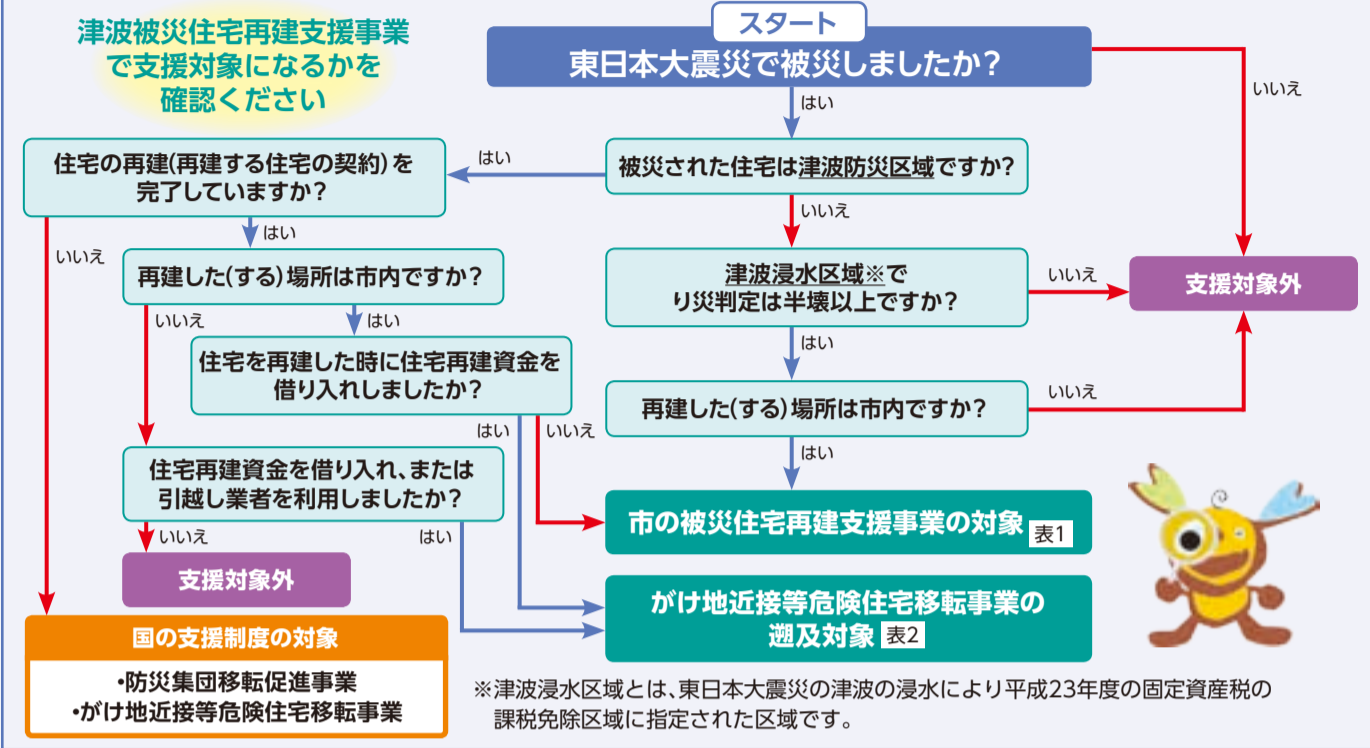 津波被災住宅再建支援事業
で支援対象になるかを
確認ください
スタート
東日本大震災で被災しましたか？
いいえ
はい
被災された住宅は津波防災区域ですか？
はい
いいえ
住宅の再建(再建する住宅の契約)を
完了していますか？
いいえ
はい
再建した(する)場所は市内ですか？
いいえ
はい
住宅を再建した時に住宅再建資金を
借り入れしましたか？
はい
いいえ
住宅再建資金を借り入れ、または
引越し業者を利用しましたか？
いいえ
はい
支援対象外
国の支援制度の対象
・防災集団移転促進事業
・がけ地近接等危険住宅移転事業
津波浸水区域※で
り災判定は半壊以上ですか？
いいえ
はい
支援対象外
再建した(する)場所は市内ですか？
いいえ
はい
市の被災住宅再建支援事業の対象 表1
がけ地近接等危険住宅移転事業の
遡及対象 表2
※津波浸水区域とは、東日本大震災の津波の浸水により平成23年度の固定資産税の
課税免除区域に指定された区域です。